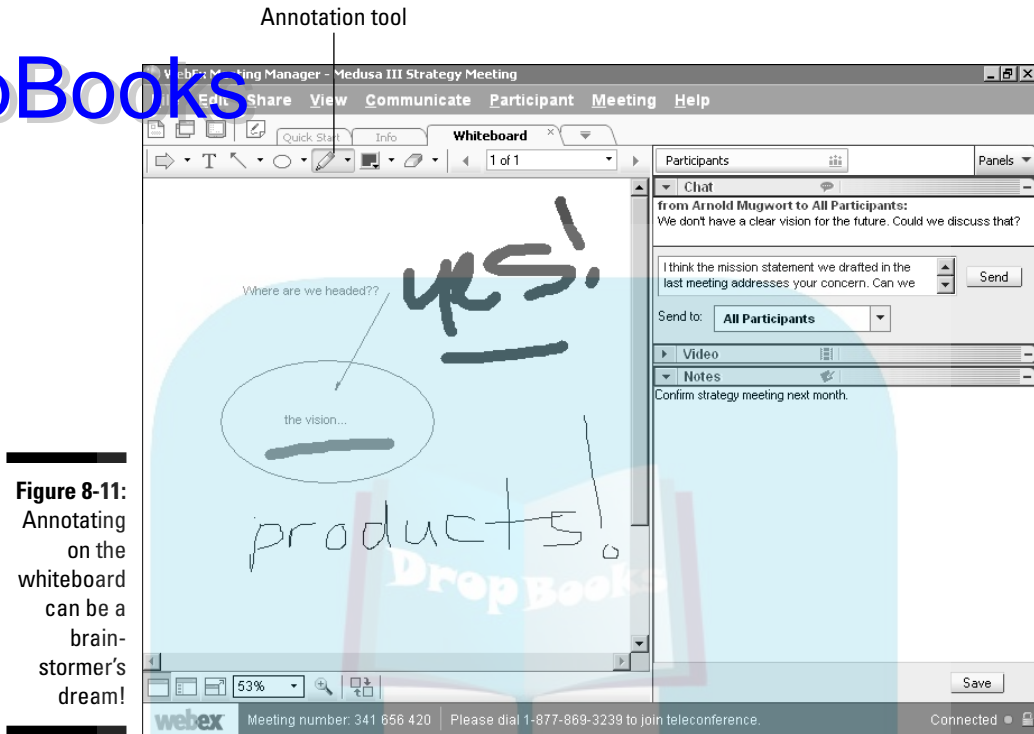 Annotation tool
pBooks
WebEx Meeting Manager - Medusa III Strategy Meeting
Edit Share View Communicate Participant Meeting Help
Quick Start Info Whiteboard
T 1 of 1
Participants Panels
Chat
from Arnold Mugwort to All Participants:
We don't have a clear vision for the future. Could we discuss that?
I think the mission statement we drafted in the
last meeting addresses your concern. Can we
Send
Send to: All Participants
Video
Notes
Confirm strategy meeting next month.
yes!
Where are we headed??
the vision...
products!
DropBooks
53%
Save
webex Meeting number: 341 656 420 Please dial 1-877-869-3239 to join teleconference. Connected
Figure 8-11:
Annotating
on the
whiteboard
can be a
brain-
stormer's
dream!